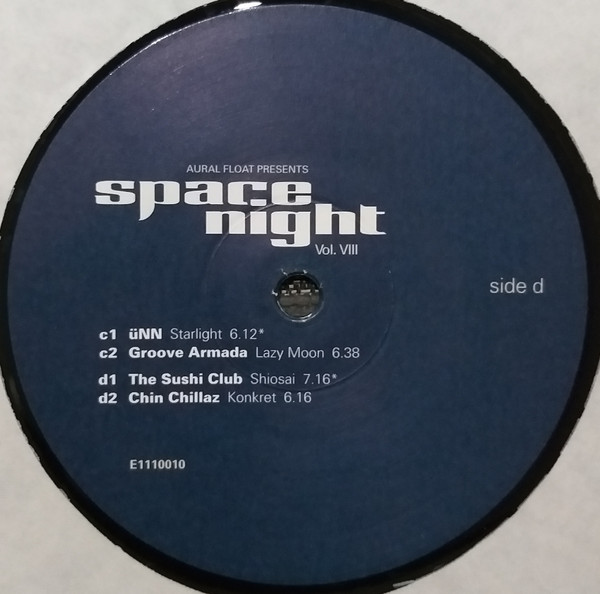 AURAL FLOAT PRESENTS
space
night
Vol. VIII
side d
c1 üNN Starlight 6.12*
c2 Groove Armada Lazy Moon 6.38
d1 The Sushi Club Shiosai 7.16*
d2 Chin Chillaz Konkret 6.16
E1110010